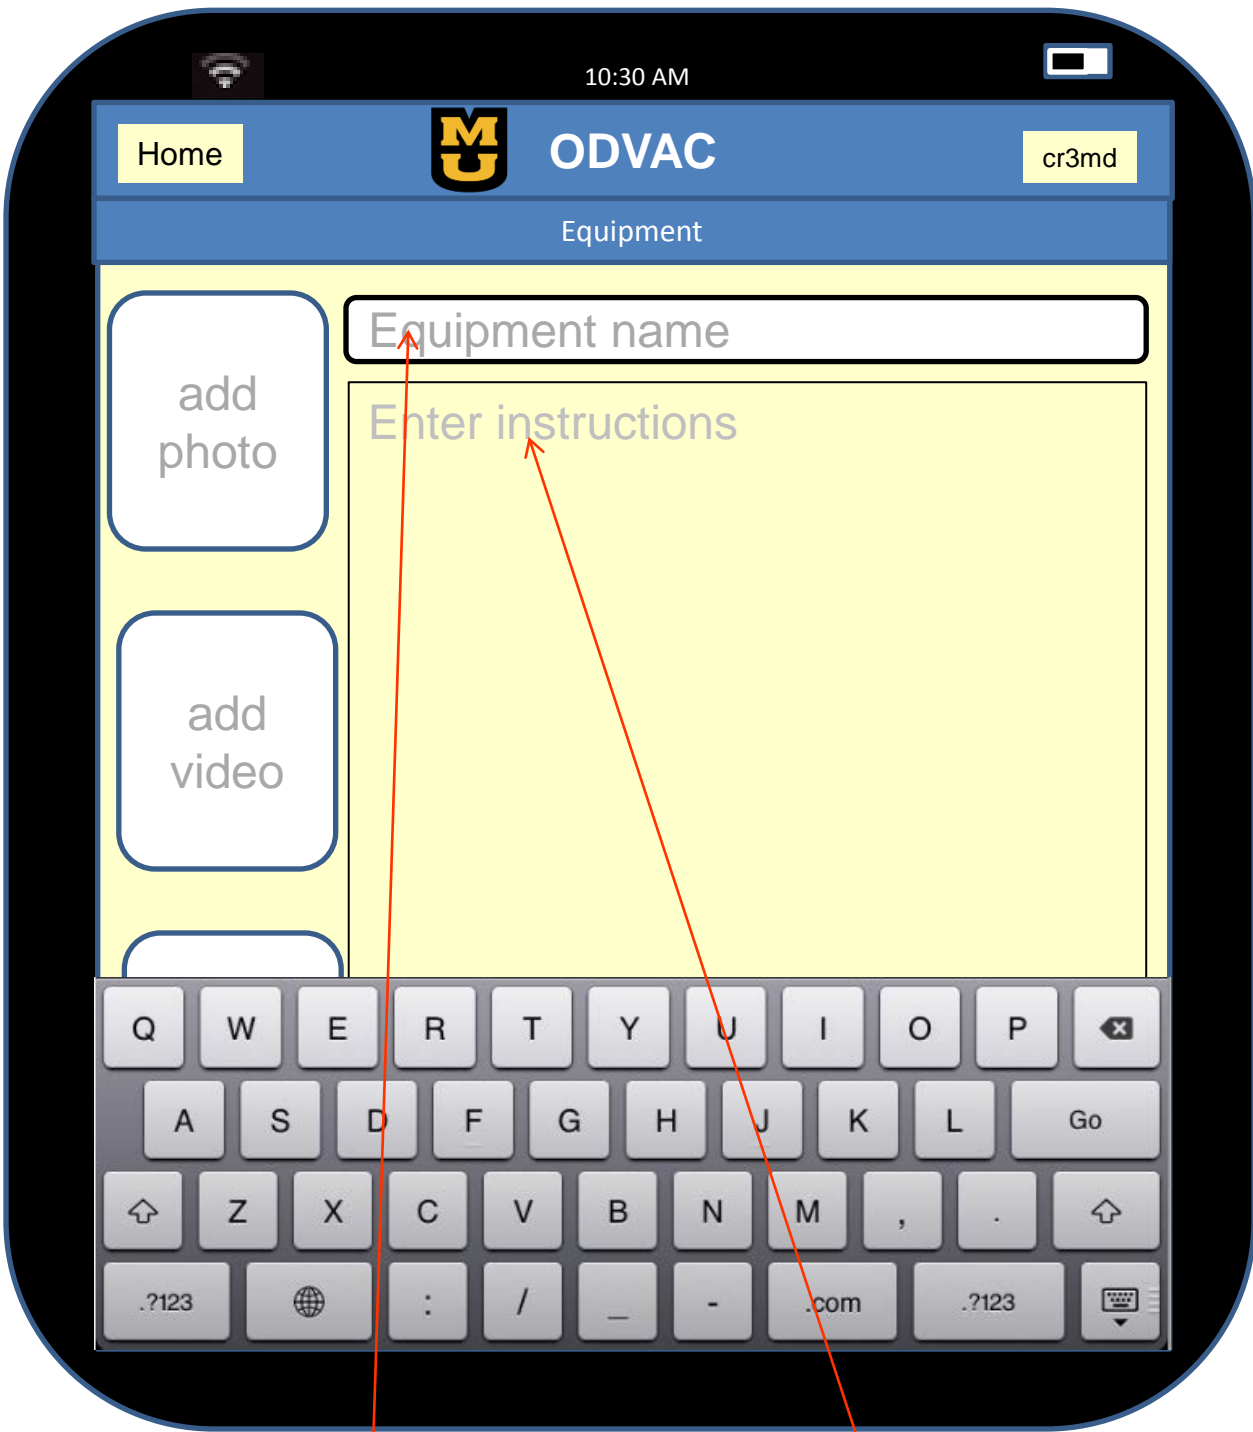 10:30 AM
Home
MU
ODVAC
cr3md
Equipment
add
photo
Equipment name
Enter instructions
add
video
Q W E R T Y U I O P
A S D F G H J K L Go
Z X C V B N M , .
.?123 : / _ - .com .?123